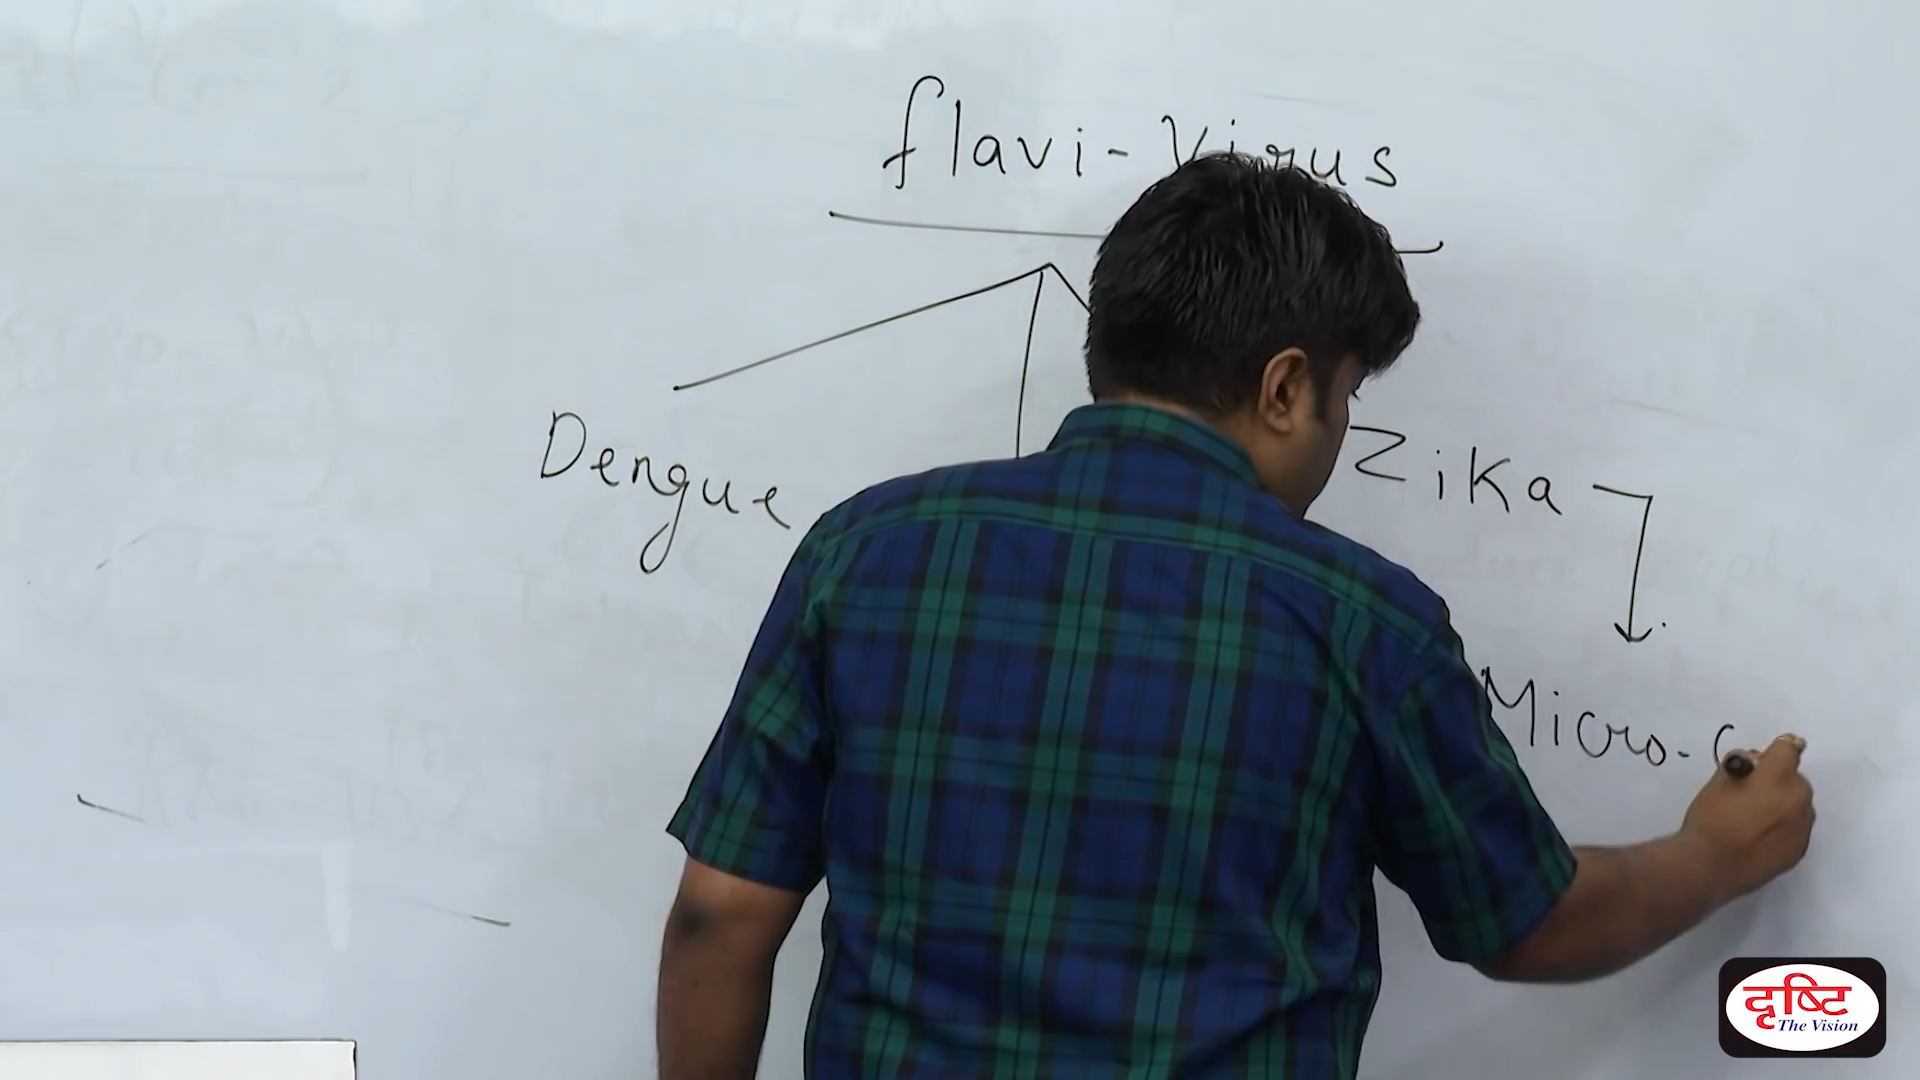 flavi-Virus
Dengue
Zika
Micro-C
दृष्टि
The Vision